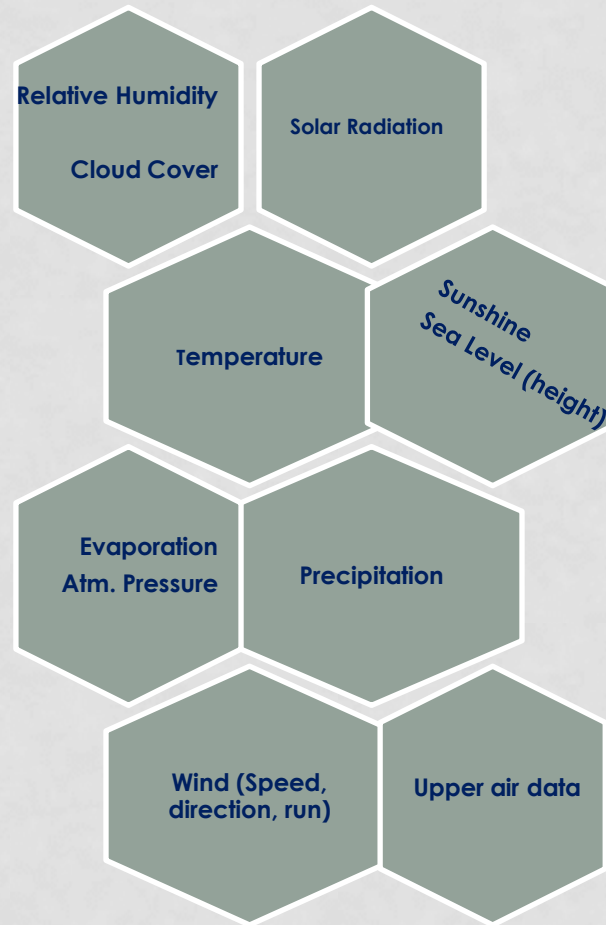 Relative Humidity
Cloud Cover
Solar Radiation
Temperature
Sunshine
Sea Level (height)
Evaporation
Atm. Pressure
Precipitation
Wind (Speed,
direction, run)
Upper air data